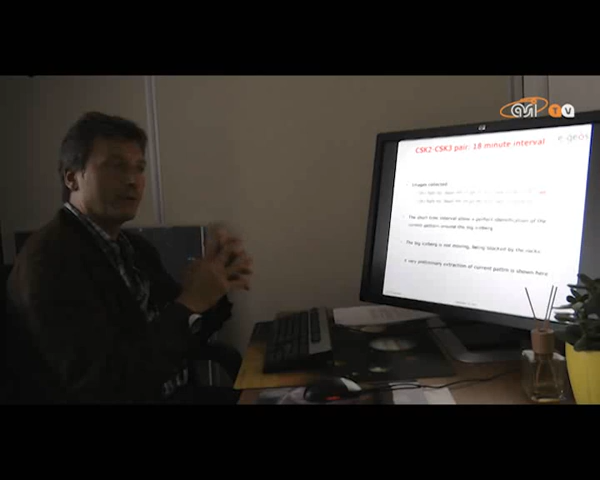 asi TV
e-geos
CSK2-CSK3 pair: 18 minute interval
Images collected:
The short time interval allow a perfect identification of the
current pattern around the big iceberg
The big iceberg is not moving, being blocked by the rocks
A very preliminary extraction of current pattern is shown here